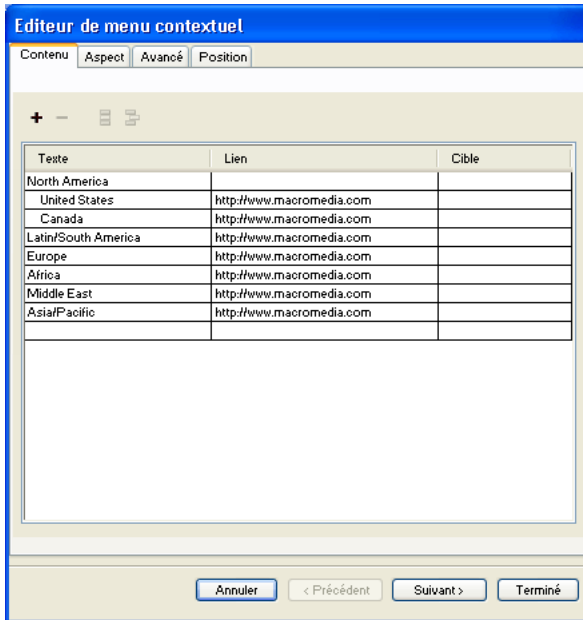 Editeur de menu contextuel
Contenu Aspect Avancé Position
Texte Lien Cible
North America
United States http://www.macromedia.com
Canada http://www.macromedia.com
Latin/South America http://www.macromedia.com
Europe http://www.macromedia.com
Africa http://www.macromedia.com
Middle East http://www.macromedia.com
Asia/Pacific http://www.macromedia.com
Annuler < Précédent Suivant > Terminé